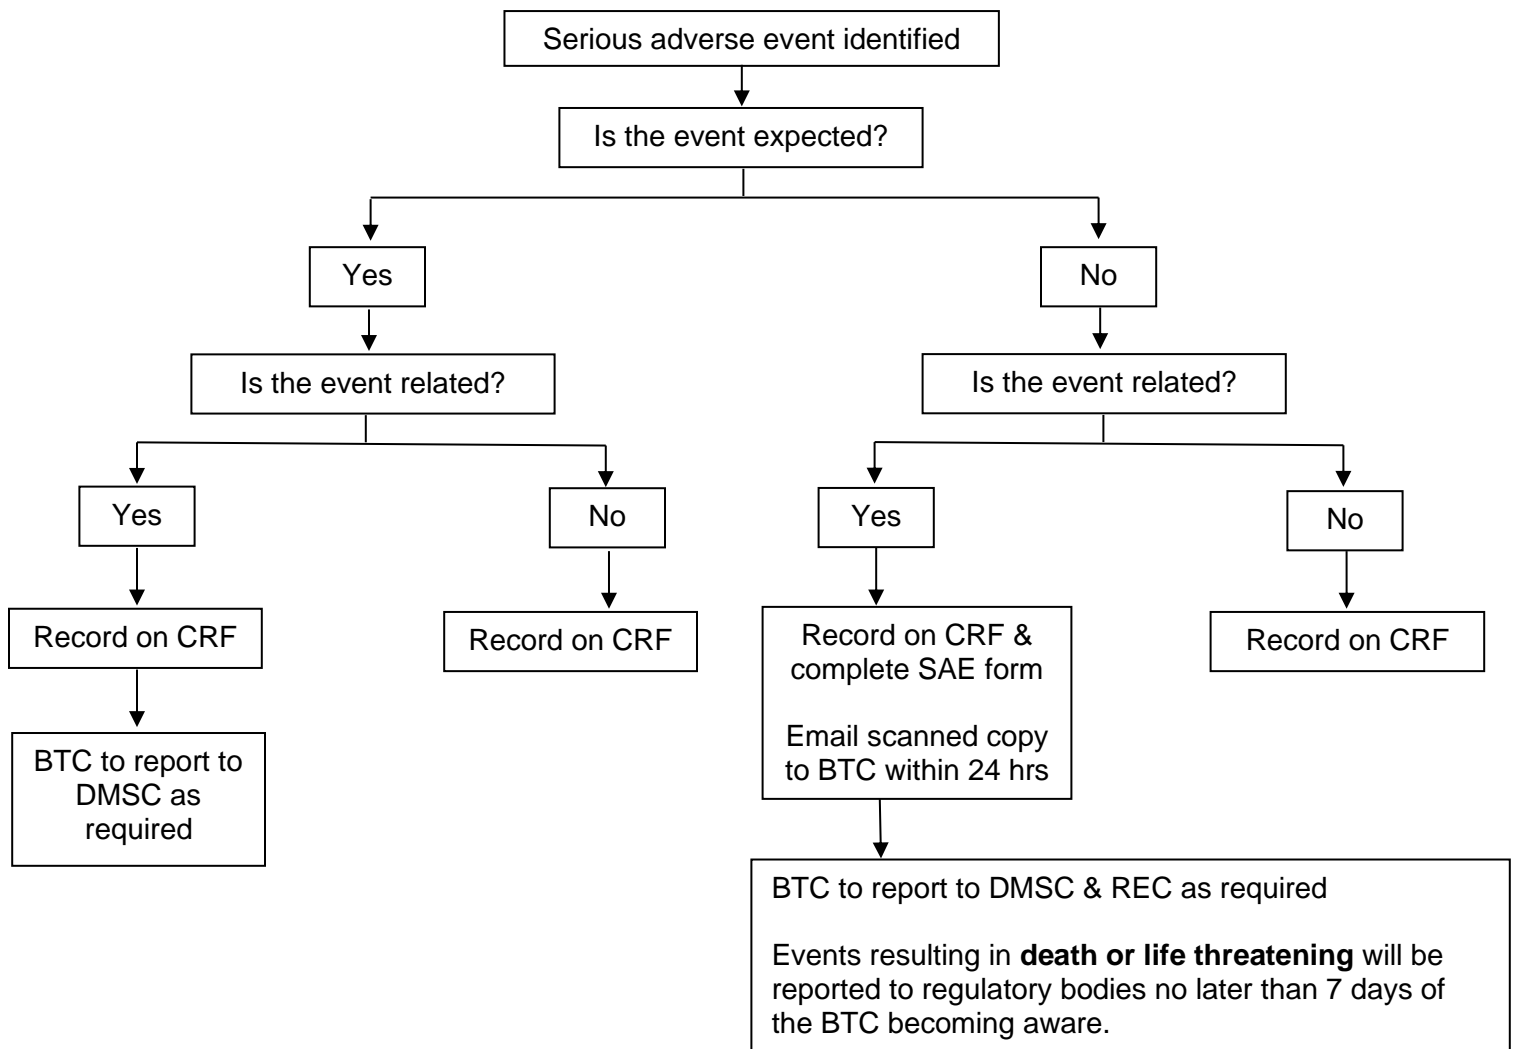 Serious adverse event identified
Is the event expected?
Yes
No
Is the event related?
Is the event related?
Yes
No
Yes
No
Record on CRF
Record on CRF
Record on CRF &
complete SAE form
Email scanned copy
to BTC within 24 hrs
Record on CRF
BTC to report to
DMSC as
required
BTC to report to DMSC & REC as required
Events resulting in death or life threatening will be
reported to regulatory bodies no later than 7 days of
the BTC becoming aware.